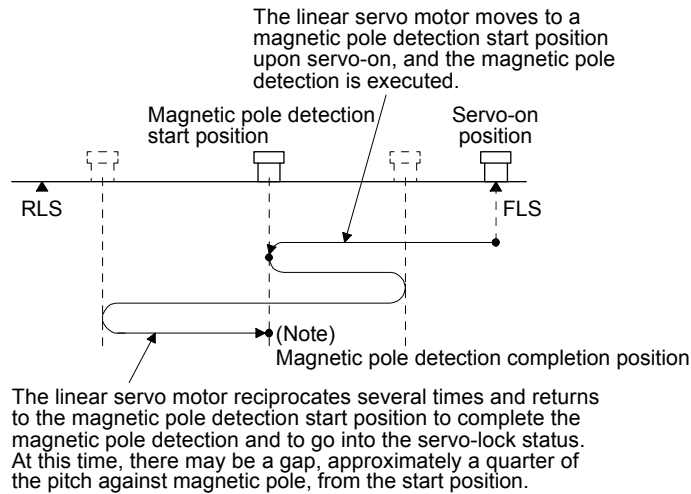 The linear servo motor moves to a
magnetic pole detection start position
upon servo-on, and the magnetic pole
detection is executed.
Magnetic pole detection
start position
Servo-on
position
RLS
FLS
(Note)
Magnetic pole detection completion position
The linear servo motor reciprocates several times and returns
to the magnetic pole detection start position to complete the
magnetic pole detection and to go into the servo-lock status.
At this time, there may be a gap, approximately a quarter of
the pitch against magnetic pole, from the start position.